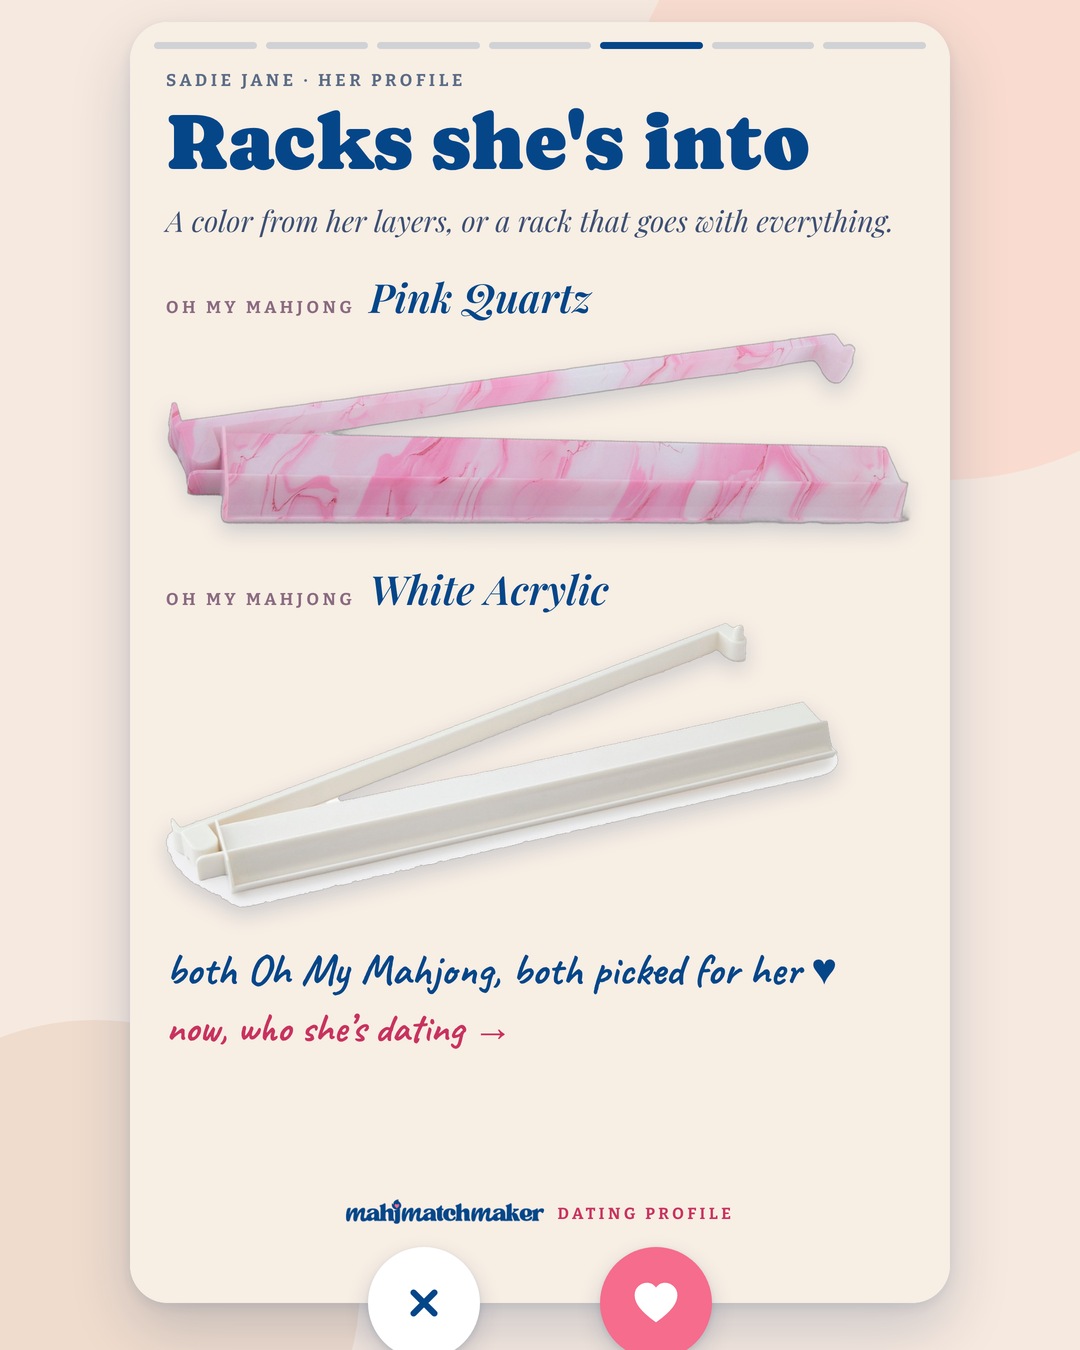 SADIE JANE · HER PROFILE
Racks she's into
A color from her layers, or a rack that goes with everything.
OH MY MAHJONG Pink Quartz
OH MY MAHJONG White Acrylic
both Oh My Mahjong, both picked for her ♥
now, who she's dating →
mahjmatchmaker DATING PROFILE